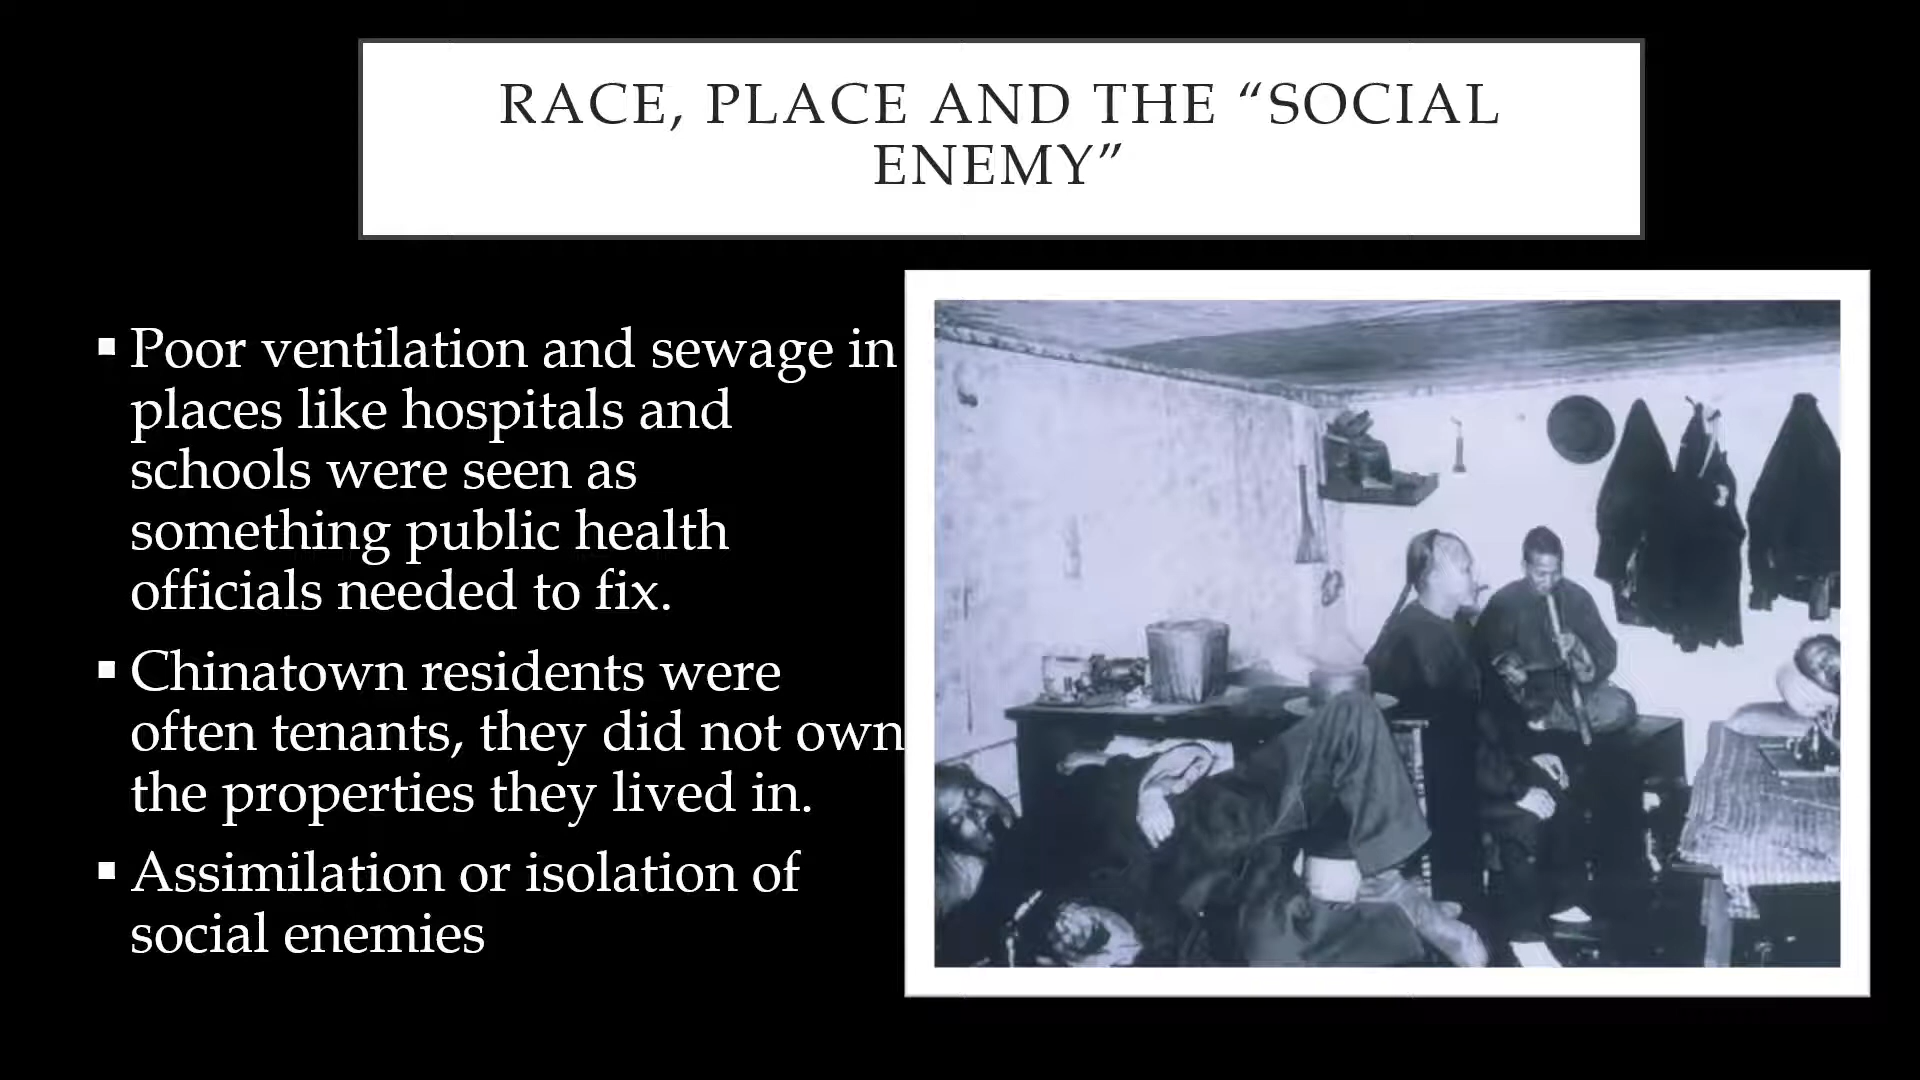 RACE, PLACE AND THE “SOCIAL
ENEMY”
▪ Poor ventilation and sewage in
places like hospitals and
schools were seen as
something public health
officials needed to fix.
▪ Chinatown residents were
often tenants, they did not own
the properties they lived in.
▪ Assimilation or isolation of
social enemies